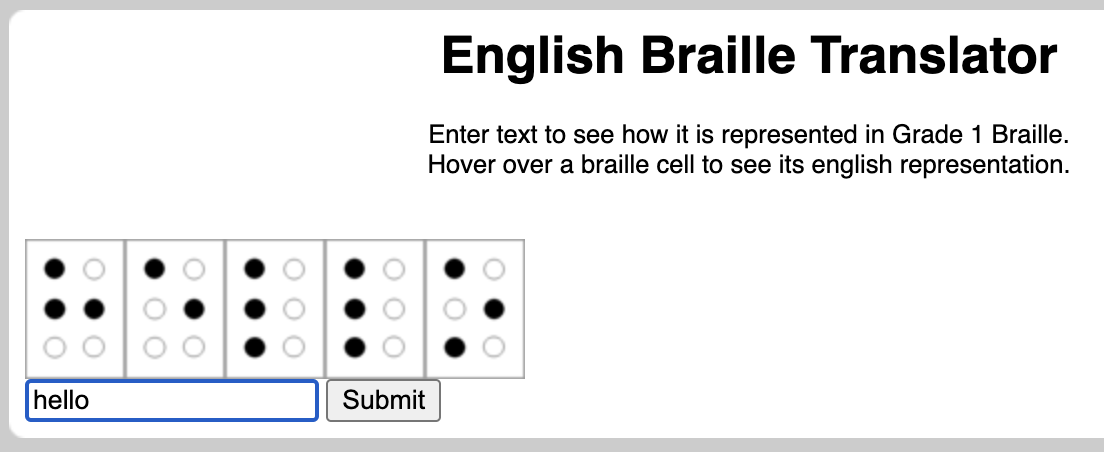 English Braille Translator
Enter text to see how it is represented in Grade 1 Braille.
Hover over a braille cell to see its english representation.
⠓⠑⠇⠇⠕
hello Submit